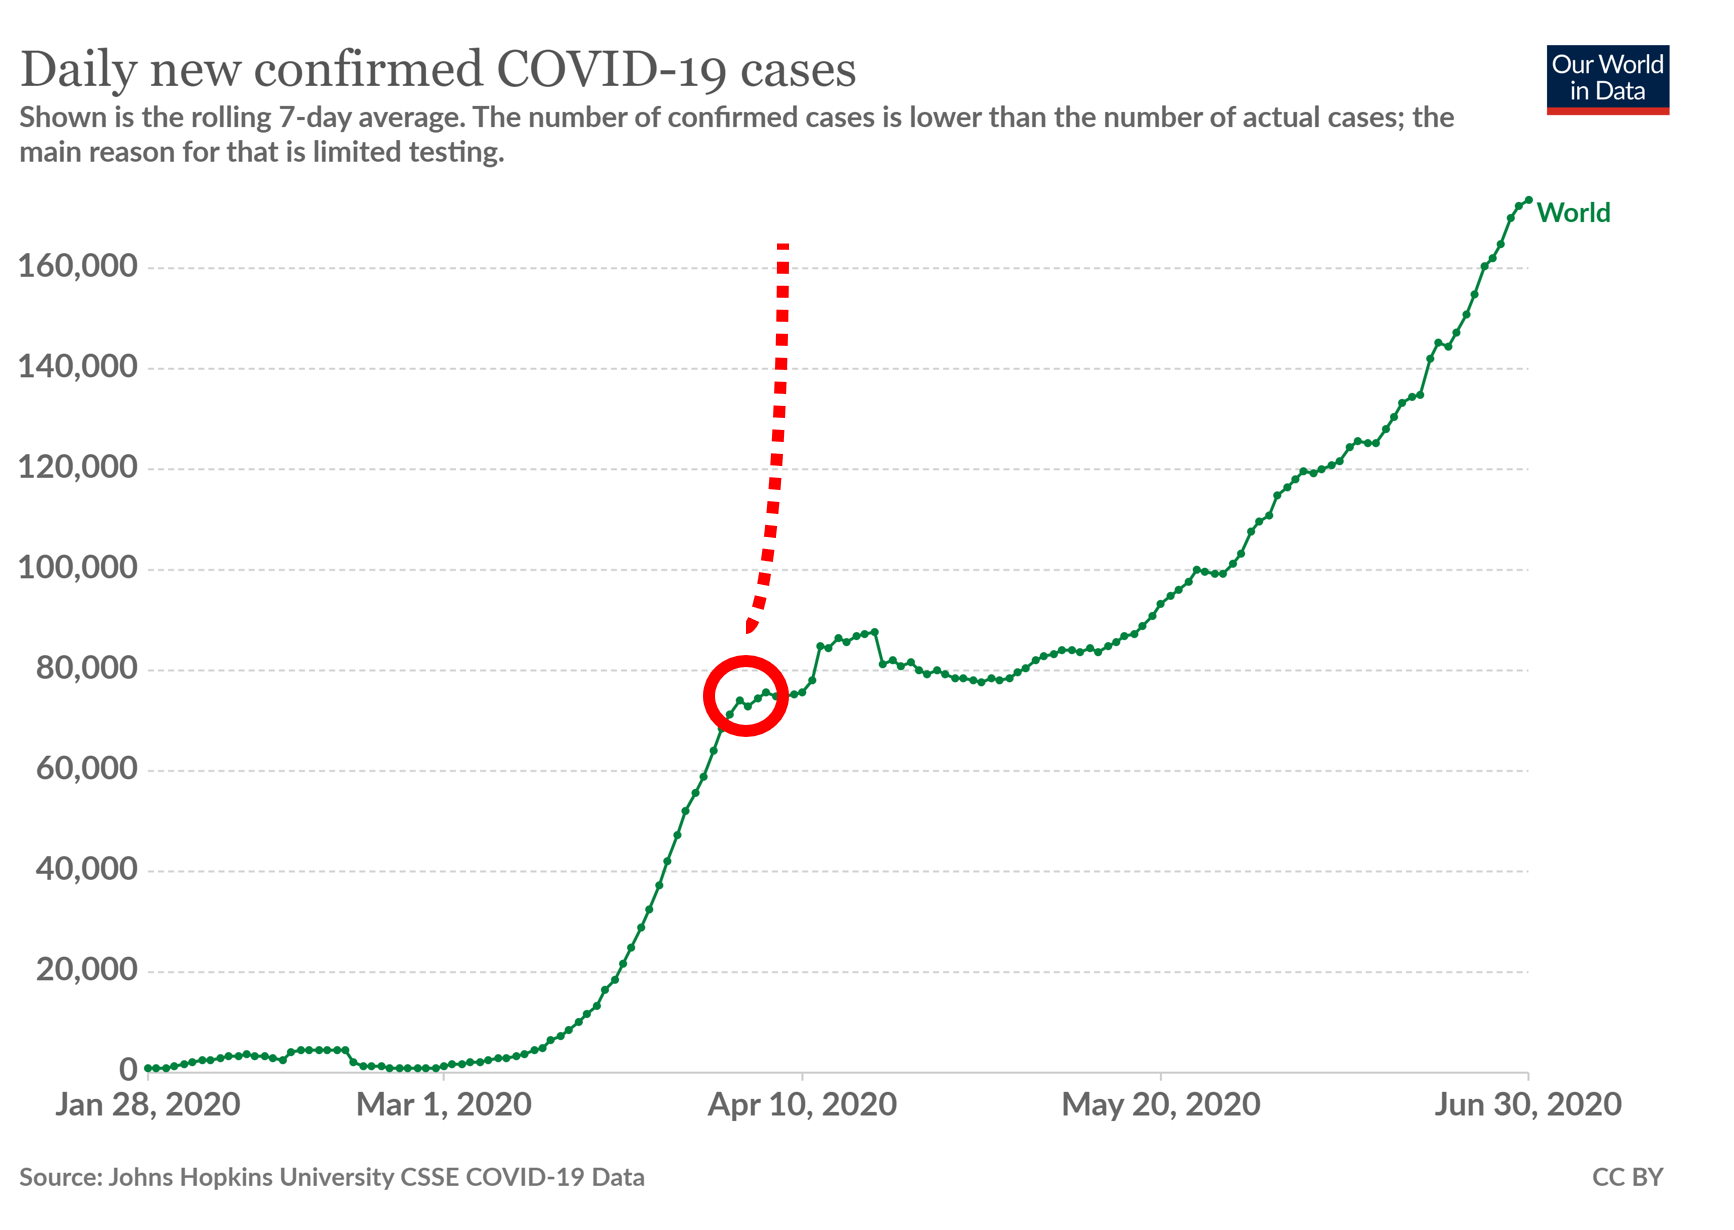 Daily new confirmed COVID-19 cases
Our World
in Data
Shown is the rolling 7-day average. The number of confirmed cases is lower than the number of actual cases; the
main reason for that is limited testing.
World
160,000
140,000
120,000
100,000
80,000
60,000
40,000
20,000
0
Jan 28, 2020
Mar 1, 2020
Apr 10, 2020
May 20, 2020
Jun 30, 2020
Source: Johns Hopkins University CSSE COVID-19 Data
CC BY